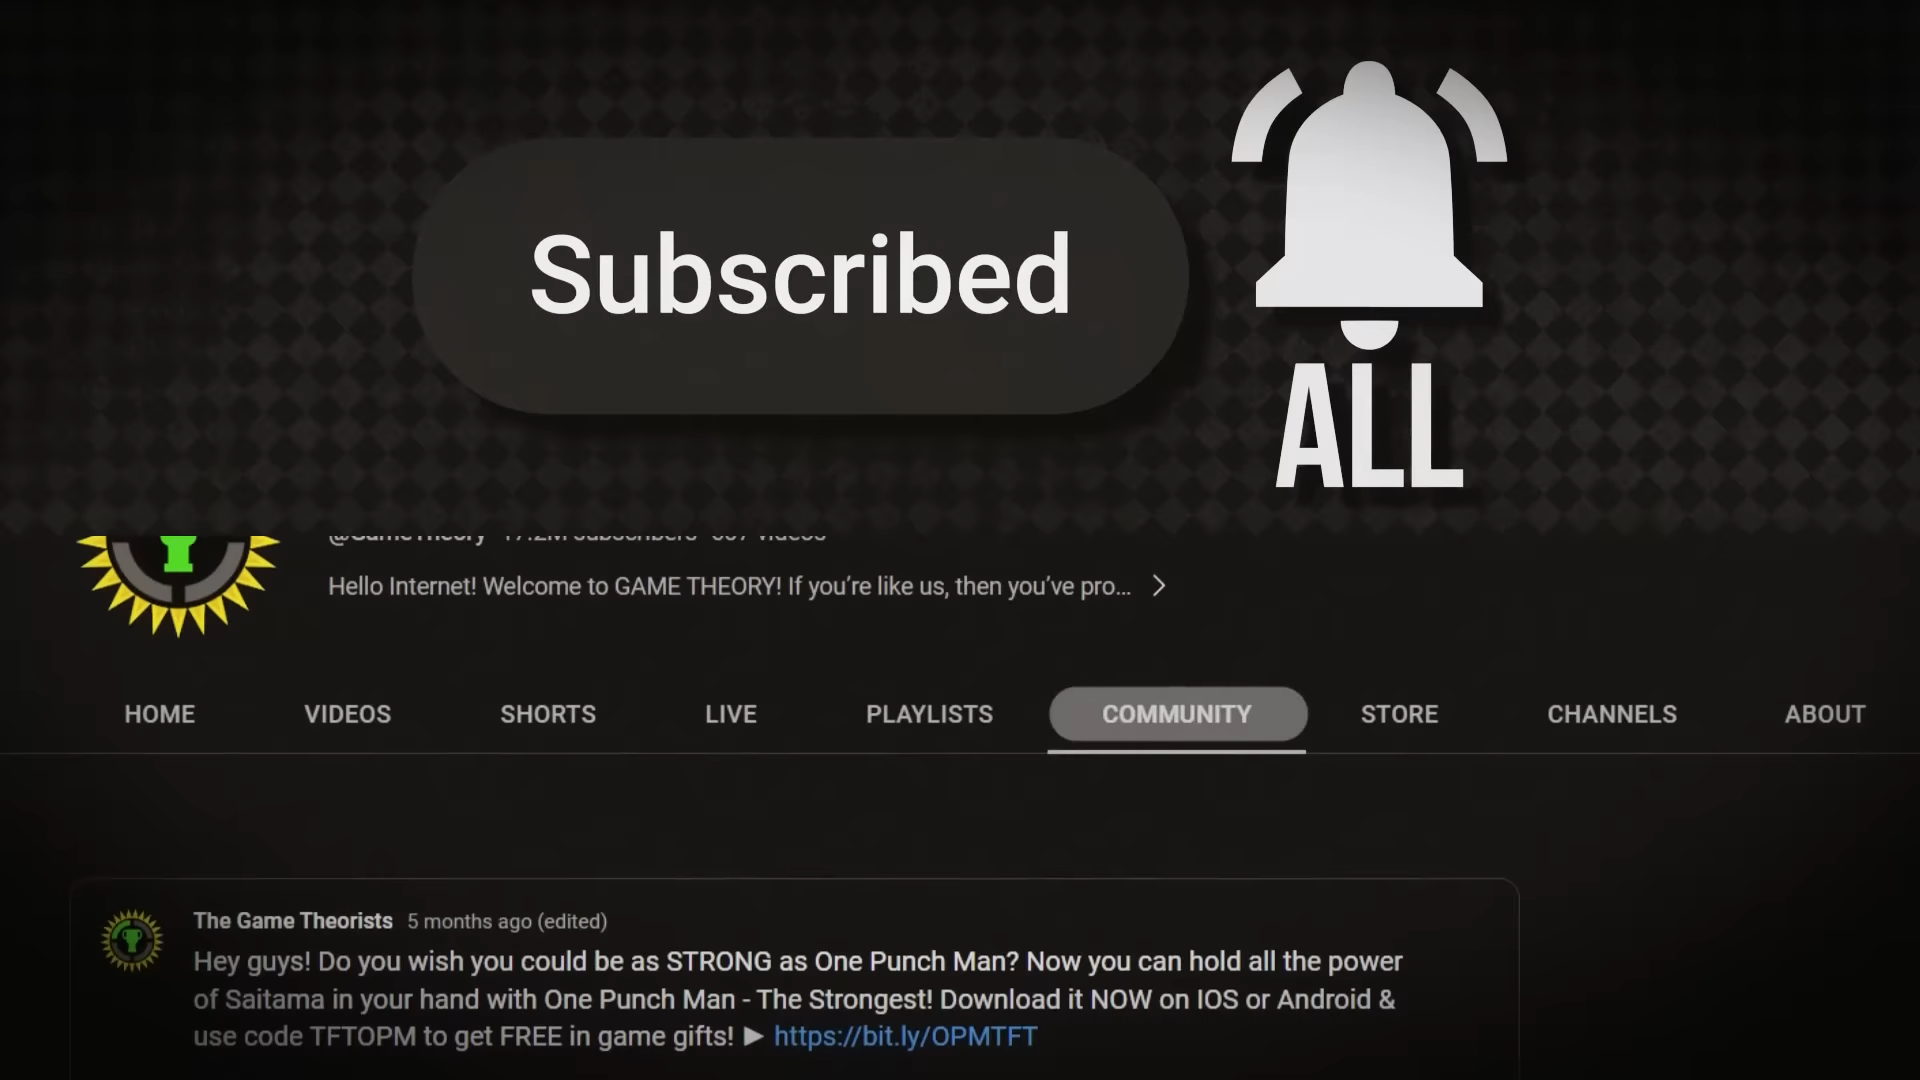 Subscribed
ALL
@GameTheory 17.2M subscribers
Hello Internet! Welcome to GAME THEORY! If you’re like us, then you’ve pro...
HOME VIDEOS SHORTS LIVE PLAYLISTS COMMUNITY STORE CHANNELS ABOUT
The Game Theorists 5 months ago (edited)
Hey guys! Do you wish you could be as STRONG as One Punch Man? Now you can hold all the power
of Saitama in your hand with One Punch Man - The Strongest! Download it NOW on IOS or Android &
use code TFTOPM to get FREE in game gifts! ► https://bit.ly/OPMTFT